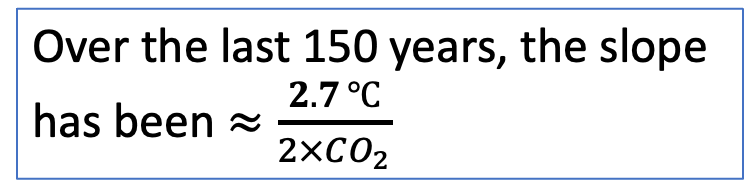 Over the last 150 years, the slope
has been ≈ 2.7 °C
2×CO₂